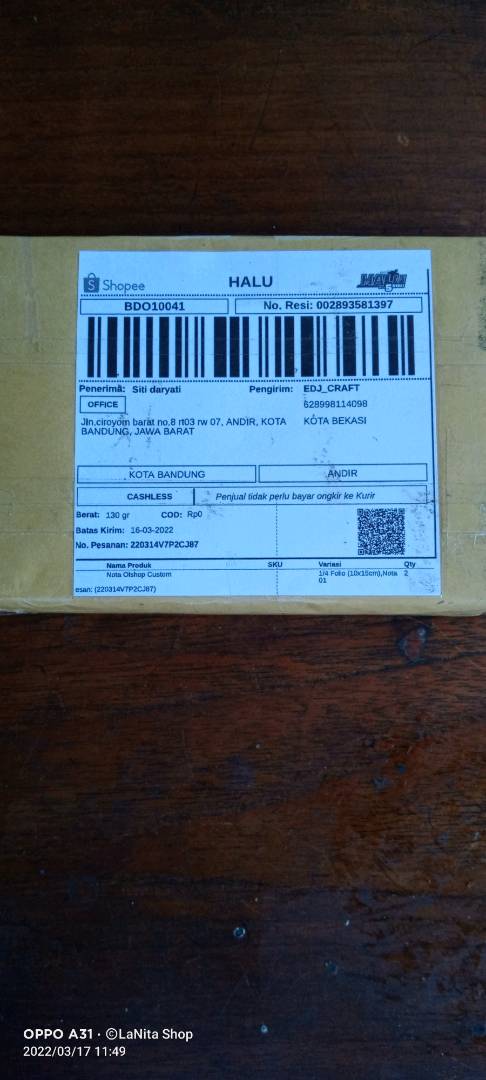 Shopee
HALU
BDO10041
No. Resi: 002893581397
Penerima: Siti daryati
Pengirim: EDJ_CRAFT
OFFICE
628998114098
Jln.ciroyom barat no.8 rt03 rw 07, ANDIR, KOTA
BANDUNG, JAWA BARAT
KOTA BEKASI
KOTA BANDUNG
ANDIR
CASHLESS
Penjual tidak perlu bayar ongkir ke Kurir
Berat: 130 gr
COD: Rp0
Batas Kirim: 16-03-2022
No. Pesanan: 220314V7P2CJ87
Nama Produk
SKU
Variasi
Qty
Nota Olshop Custom
1/4 Folio (10x15cm),Nota
2
01
esan: (220314V7P2CJ87)
OPPO A31 · ©LaNita Shop
2022/03/17 11:49